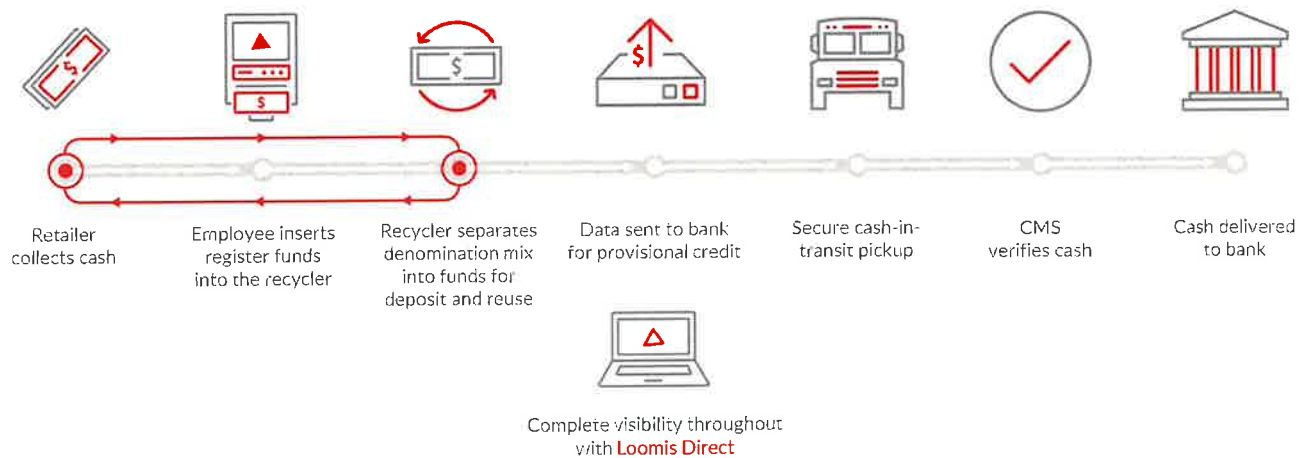 $
$
$
$
Retailer
collects cash
Employee inserts
register funds
into the recycler
Recycler separates
denomination mix
into funds for
deposit and reuse
Data sent to bank
for provisional credit
Secure cash-in-
transit pickup
CMS
verifies cash
Cash delivered
to bank
Complete visibility throughout
with Loomis Direct